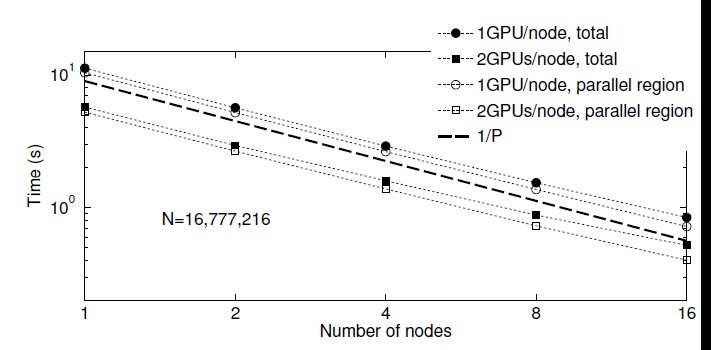 1GPU/node, total
2GPUs/node, total
1GPU/node, parallel region
2GPUs/node, parallel region
1/P
10^1
10^0
Time (s)
N=16,777,216
1 2 4 8 16
Number of nodes